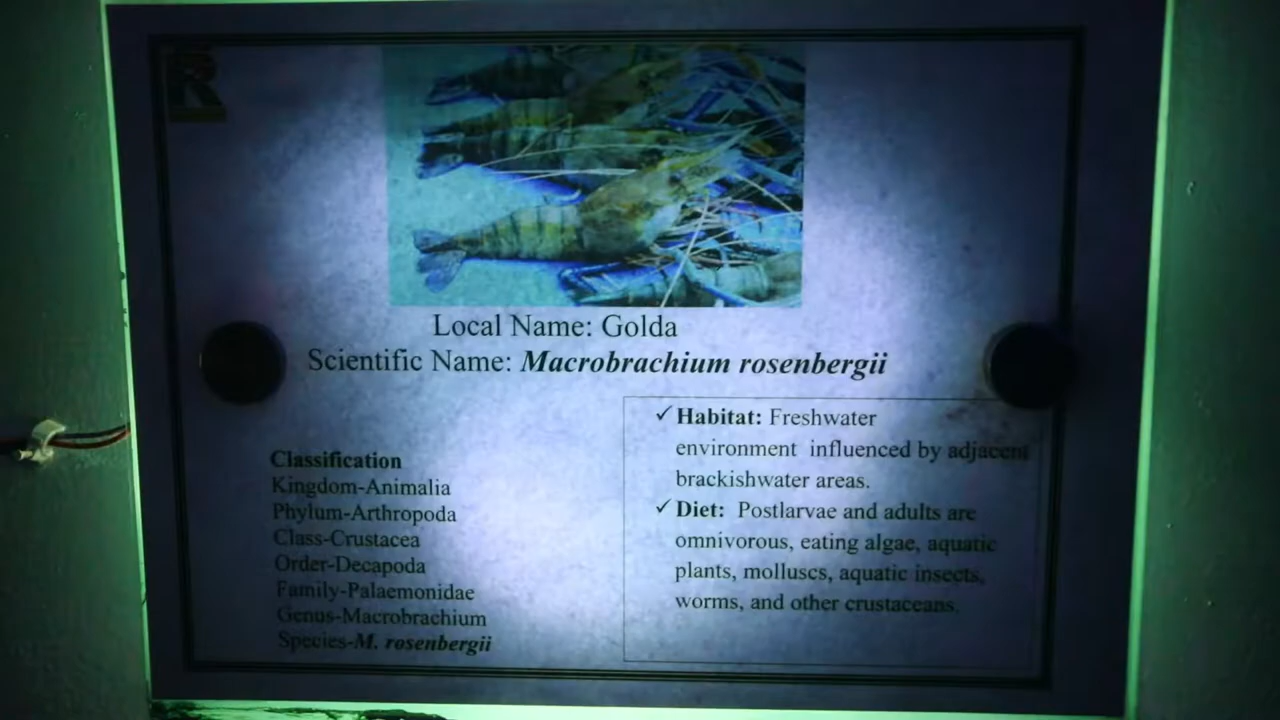 R
Local Name: Golda
Scientific Name: Macrobrachium rosenbergii
Classification
Kingdom-Animalia
Phylum-Arthropoda
Class-Crustacea
Order-Decapoda
Family-Palaemonidae
Genus-Macrobrachium
Species-M. rosenbergii
✓ Habitat: Freshwater
environment influenced by adjacent
brackishwater areas.
✓ Diet: Postlarvae and adults are
omnivorous, eating algae, aquatic
plants, molluscs, aquatic insects,
worms, and other crustaceans.